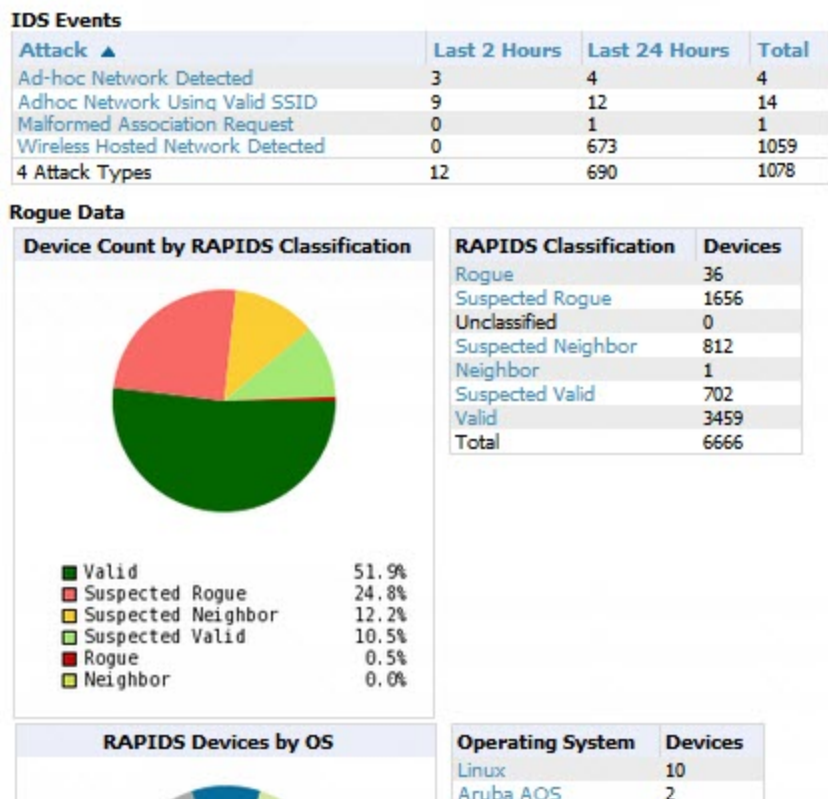 IDS Events
Attack ▲ Last 2 Hours Last 24 Hours Total
Ad-hoc Network Detected 3 4 4
Adhoc Network Using Valid SSID 9 12 14
Malformed Association Request 0 1 1
Wireless Hosted Network Detected 0 673 1059
4 Attack Types 12 690 1078
Rogue Data
Device Count by RAPIDS Classification
Valid 51.9%
Suspected Rogue 24.8%
Suspected Neighbor 12.2%
Suspected Valid 10.5%
Rogue 0.5%
Neighbor 0.0%
RAPIDS Classification Devices
Rogue 36
Suspected Rogue 1656
Unclassified 0
Suspected Neighbor 812
Neighbor 1
Suspected Valid 702
Valid 3459
Total 6666
RAPIDS Devices by OS
Operating System Devices
Linux 10
Aruba AOS 2